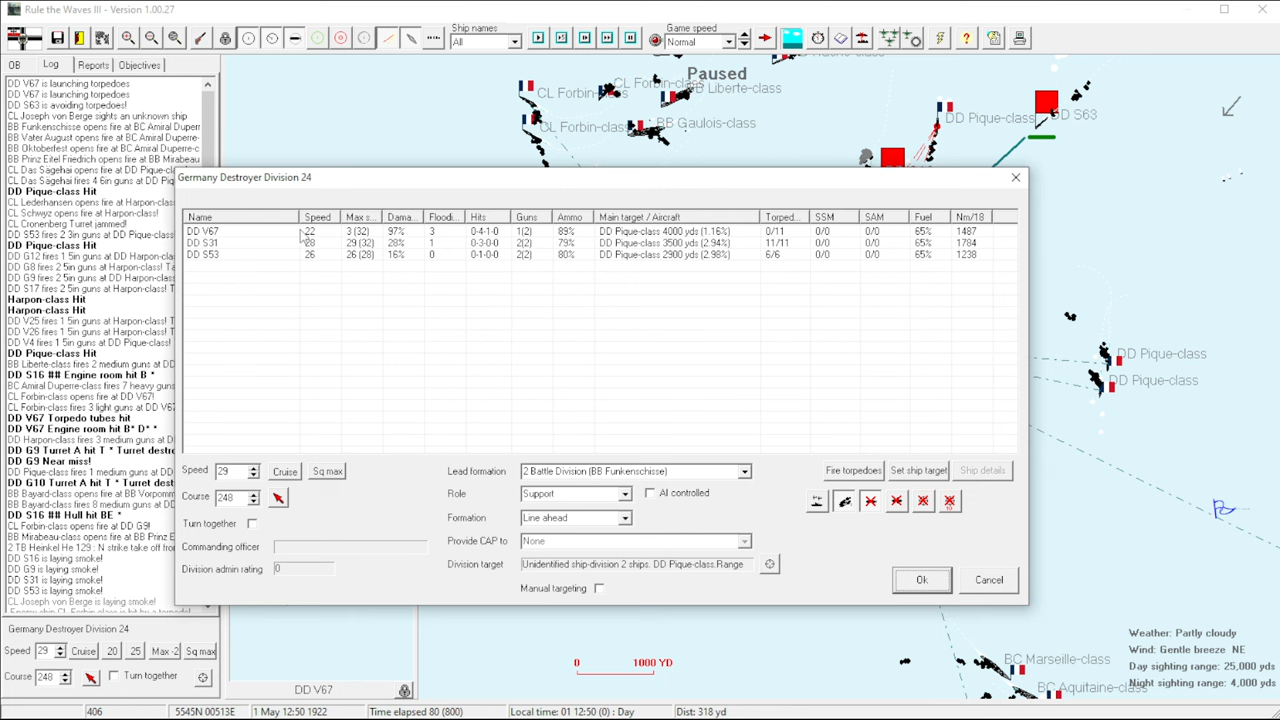 Rule the Waves III - Version 1.00.27
Ship names
All
Game speed
Normal
OB
Log
Reports
Objectives
Paused
DD V67 is launching torpedoes
DD V67 is launching torpedoes
DD S63 is avoiding torpedoes!
CL Joseph von Berge sights an unknown ship
BB Funkenschisse opens fire at BC Amiral Duperre-
BB Vater August opens fire at BC Amiral Duperre-c
BB Oktoberfest opens fire at BC Amiral Duperre-cl
BB Prinz Eitel Friedrich opens fire at BB Mirabeau-
CL Das Sägehai opens fire at DD Pique-class!
CL Das Sägehai fires 4 6in guns at DD Pique-class
DD Pique-class Hit
CL Lederhansen opens fire at DD Pique-class!
CL Schwyz opens fire at Harpon-class!
CL Cronenberg Turret jammed!
DD S53 fires 2 3in guns at DD Pique-class!
DD Pique-class Hit
DD G12 fires 1 5in guns at DD Harpon-class!
DD G8 fires 2 5in guns at Harpon-class!
DD G9 fires 2 5in guns at DD Harpon-class!
DD S17 fires 2 5in guns at Harpon-class!
Harpon-class Hit
Harpon-class Hit
DD V25 fires 1 5in guns at Harpon-class! T
DD V26 fires 1 5in guns at Harpon-class! T
DD V4 fires 1 5in guns at DD Pique-class!
DD Pique-class Hit
BB Liberte-class fires 2 medium guns at DD
DD S16 ## Engine room hit B *
BC Amiral Duperre-class fires 7 heavy guns
CL Forbin-class opens fire at DD V67!
CL Forbin-class fires 3 light guns at DD V67
DD V67 Torpedo tubes hit
DD V67 Engine room hit B* D* *
DD Harpon-class fires 3 medium guns at DD
DD G9 Turret A hit T * Turret destro
DD G9 Near miss!
DD Pique-class fires 1 medium guns at DD
DD G10 Turret A hit T * Turret dest
BB Bayard-class opens fire at BB Vorpomm
BB Bayard-class fires 8 medium guns at DD
DD S16 ## Hull hit BE *
CL Forbin-class opens fire at DD G9!
BB Mirabeau-class opens fire at BB Prinz E
2 TB Heinkel He 129 : N strike take off from
DD S16 is laying smoke!
DD G9 is laying smoke!
DD S31 is laying smoke!
DD S53 is laying smoke!
CL Joseph von Berge is laying smoke!
CL Forbin-class
BB Liberte-class
CL Forbin-class
BB Gaulois-class
DD Pique-class
DD S63
DD Pique-class
DD Pique-class
BC Marseille-class
BC Aquitaine-class
Germany Destroyer Division 24
Name Speed Max s... Dama... Floodi... Hits Guns Ammo Main target / Aircraft Torped... SSM SAM Fuel Nm/18
DD V67 22 3 (32) 97% 3 0-4-1-0 1(2) 89% DD Pique-class 4000 yds (1.16%) 0/11 0/0 0/0 65% 1487
DD S31 28 29 (32) 28% 1 0-3-0-0 2(2) 79% DD Pique-class 3500 yds (2.94%) 11/11 0/0 0/0 65% 1784
DD S53 26 26 (28) 16% 0 0-1-0-0 2(2) 80% DD Pique-class 2900 yds (2.98%) 6/6 0/0 0/0 65% 1238
Speed 29 Cruise Sq max
Course 248
Turn together
Commanding officer
Division admin rating 0
Lead formation 2 Battle Division (BB Funkenschisse)
Role Support AI controlled
Formation Line ahead
Provide CAP to None
Division target Unidentified ship-division 2 ships. DD Pique-class.Range
Manual targeting
Fire torpedoes Set ship target Ship details
Ok Cancel
Germany Destroyer Division 24
Speed 29 Cruise 20 25 Max -2 Sq max
Course 248 Turn together
DD V67
0 1000 YD
Weather: Partly cloudy
Wind: Gentle breeze NE
Day sighting range: 25,000 yds
Night sighting range: 4,000 yds
406 5545N 00513E 1 May 12:50 1922 Time elapsed 80 (800) Local time: 01 12:50 (0) : Day Dist: 318 yd